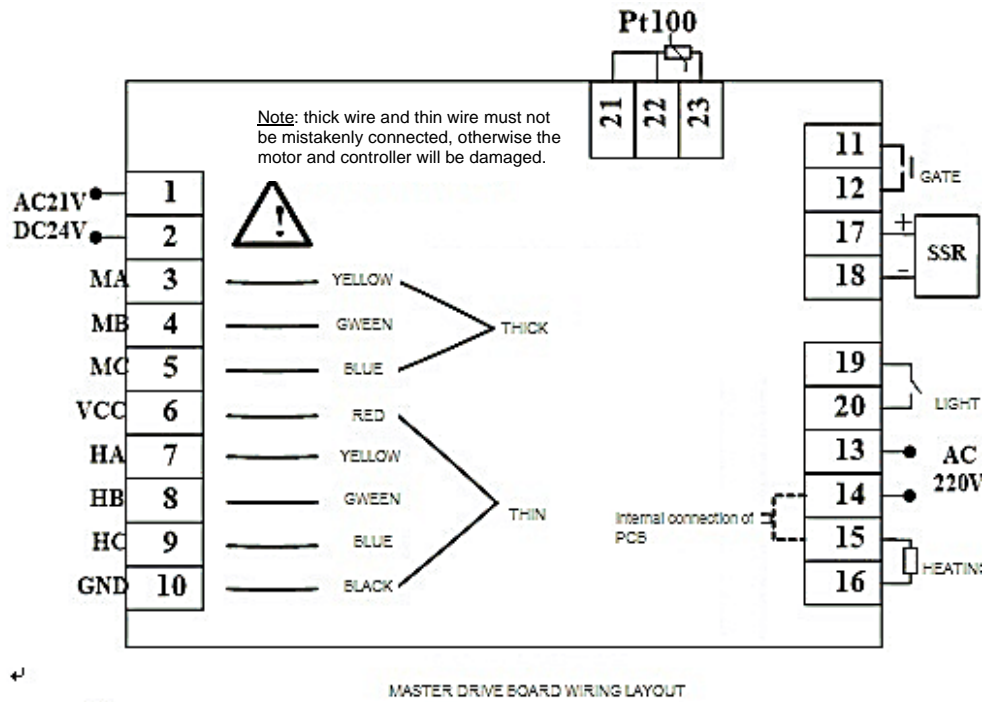 Pt100
21 22 23
Note: thick wire and thin wire must not
be mistakenly connected, otherwise the
motor and controller will be damaged.
!
AC21V
DC24V
1
2
MA 3 YELLOW
MB 4 GWEEN THICK
MC 5 BLUE
VCC 6 RED
HA 7 YELLOW
HB 8 GWEEN THIN
HC 9 BLUE
GND 10 BLACK
11
12
GATE
17 +
18 -
SSR
19
20
LIGHT
13
14
AC
220V
Internal connection of
PCB
15
16
HEATING
MASTER DRIVE BOARD WIRING LAYOUT